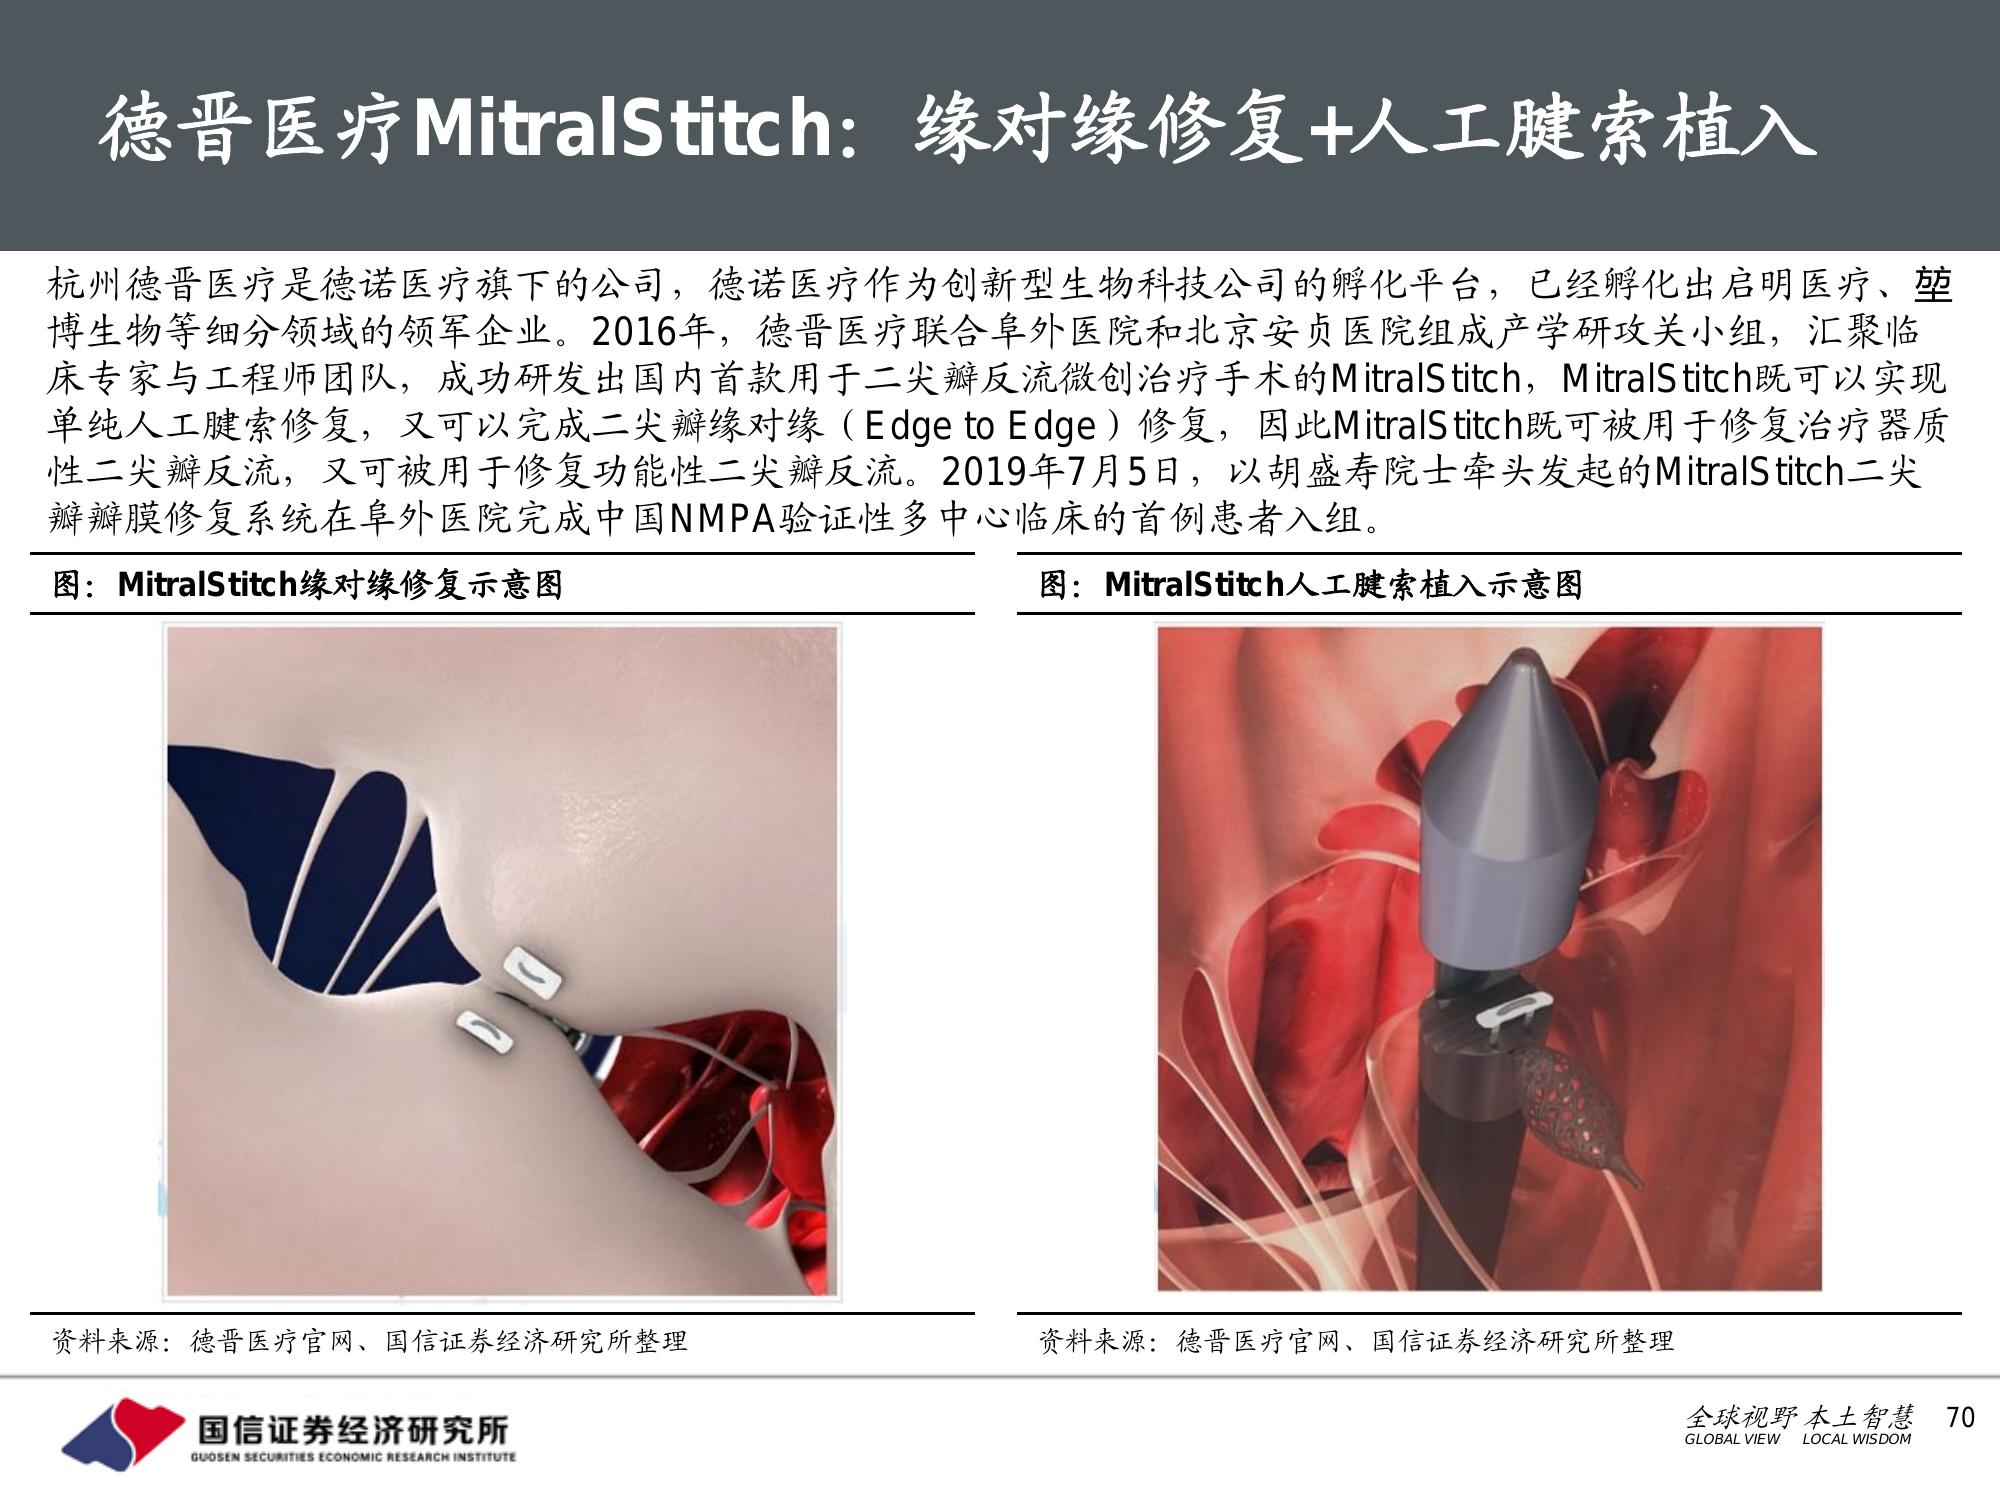 德晋医疗MitralStitch：缘对缘修复+人工腱索植入
杭州德晋医疗是德诺医疗旗下的公司，德诺医疗作为创新型生物科技公司的孵化平台，已经孵化出启明医疗、堃
博生物等细分领域的领军企业。2016年，德晋医疗联合阜外医院和北京安贞医院组成产学研攻关小组，汇聚临
床专家与工程师团队，成功研发出国内首款用于二尖瓣反流微创治疗手术的MitralStitch，MitralStitch既可以实现
单纯人工腱索修复，又可以完成二尖瓣缘对缘（Edge to Edge）修复，因此MitralStitch既可被用于修复治疗器质
性二尖瓣反流，又可被用于修复功能性二尖瓣反流。2019年7月5日，以胡盛寿院士牵头发起的MitralStitch二尖
瓣瓣膜修复系统在阜外医院完成中国NMPA验证性多中心临床的首例患者入组。
图：MitralStitch缘对缘修复示意图
图：MitralStitch人工腱索植入示意图
资料来源：德晋医疗官网、国信证券经济研究所整理
资料来源：德晋医疗官网、国信证券经济研究所整理
国信证券经济研究所
GUOSEN SECURITIES ECONOMIC RESEARCH INSTITUTE
全球视野 本土智慧
GLOBAL VIEW LOCAL WISDOM
70